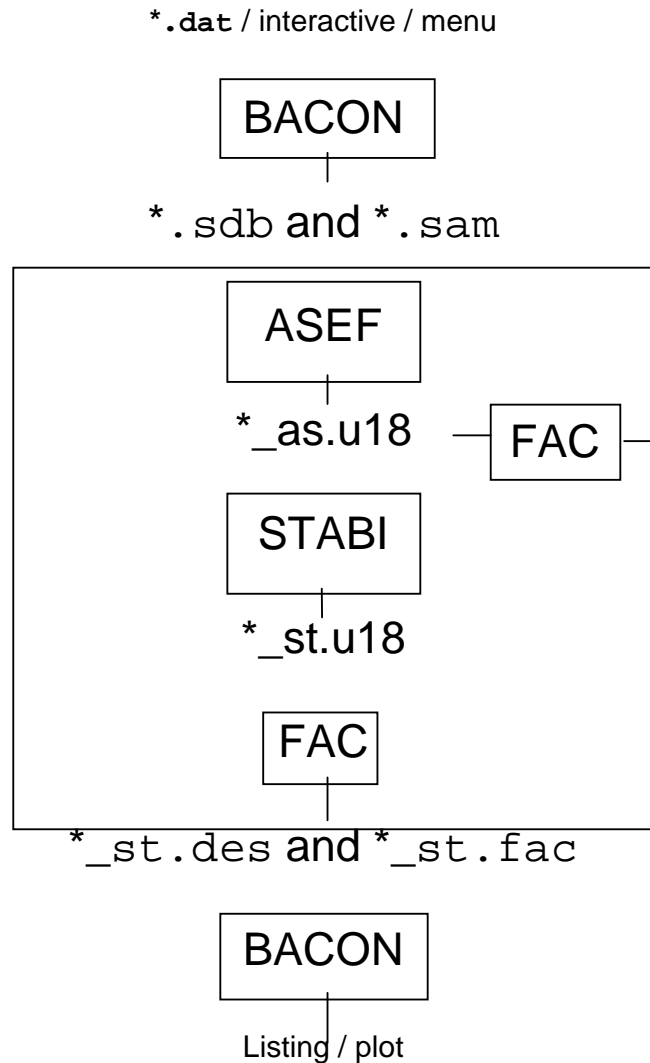 *.dat / interactive / menu
BACON
*.sdb and *.sam
ASEF
*_as.u18
FAC
STABI
*_st.u18
FAC
*_st.des and *_st.fac
BACON
Listing / plot